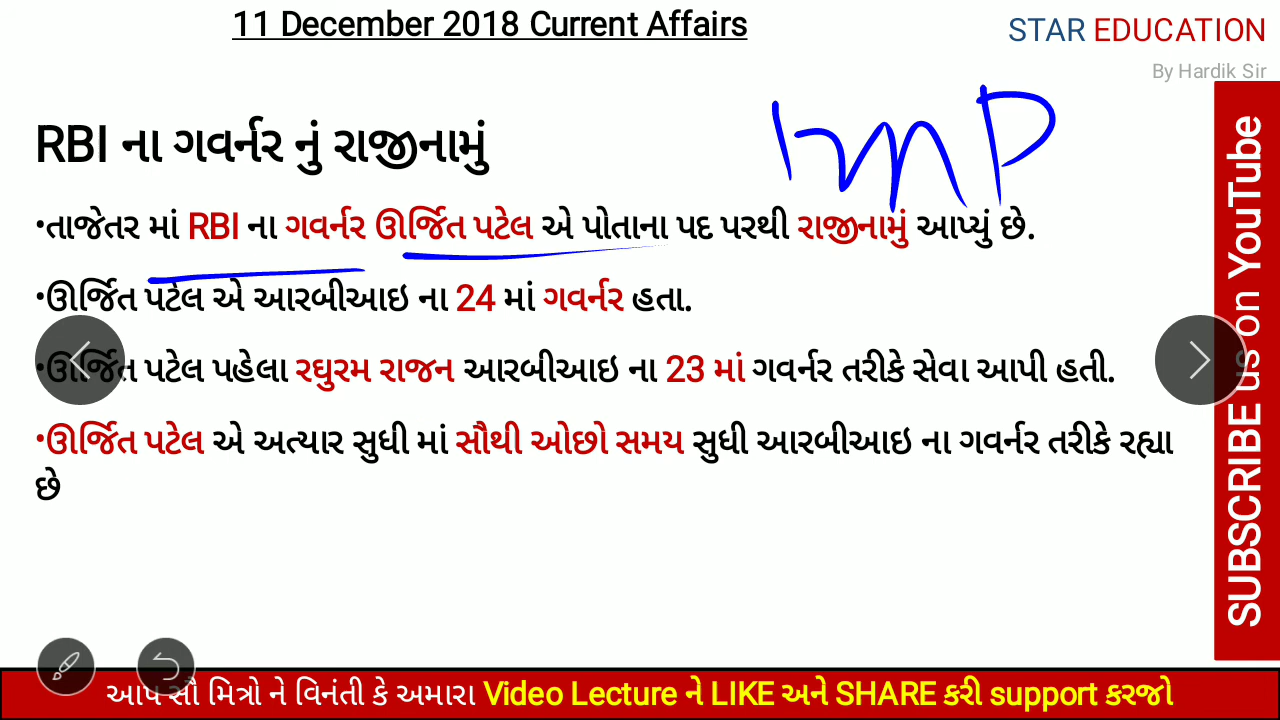 11 December 2018 Current Affairs
STAR EDUCATION
By Hardik Sir
IMP
RBI ના ગવર્નર નું રાજીનામું
•તાજેતર માં RBI ના ગવર્નર ઊર્જિત પટેલ એ પોતાના પદ પરથી રાજીનામું આપ્યું છે.
•ઊર્જિત પટેલ એ આરબીઆઇ ના 24 માં ગવર્નર હતા.
•ઊર્જિત પટેલ પહેલા રઘુરમ રાજન આરબીઆઇ ના 23 માં ગવર્નર તરીકે સેવા આપી હતી.
•ઊર્જિત પટેલ એ અત્યાર સુધી માં સૌથી ઓછો સમય સુધી આરબીઆઇ ના ગવર્નર તરીકે રહ્યા
છે
SUBSCRIBE us on YouTube
આપ સૌ મિત્રો ને વિનંતી કે અમારા Video Lecture ને LIKE અને SHARE કરી support કરજો